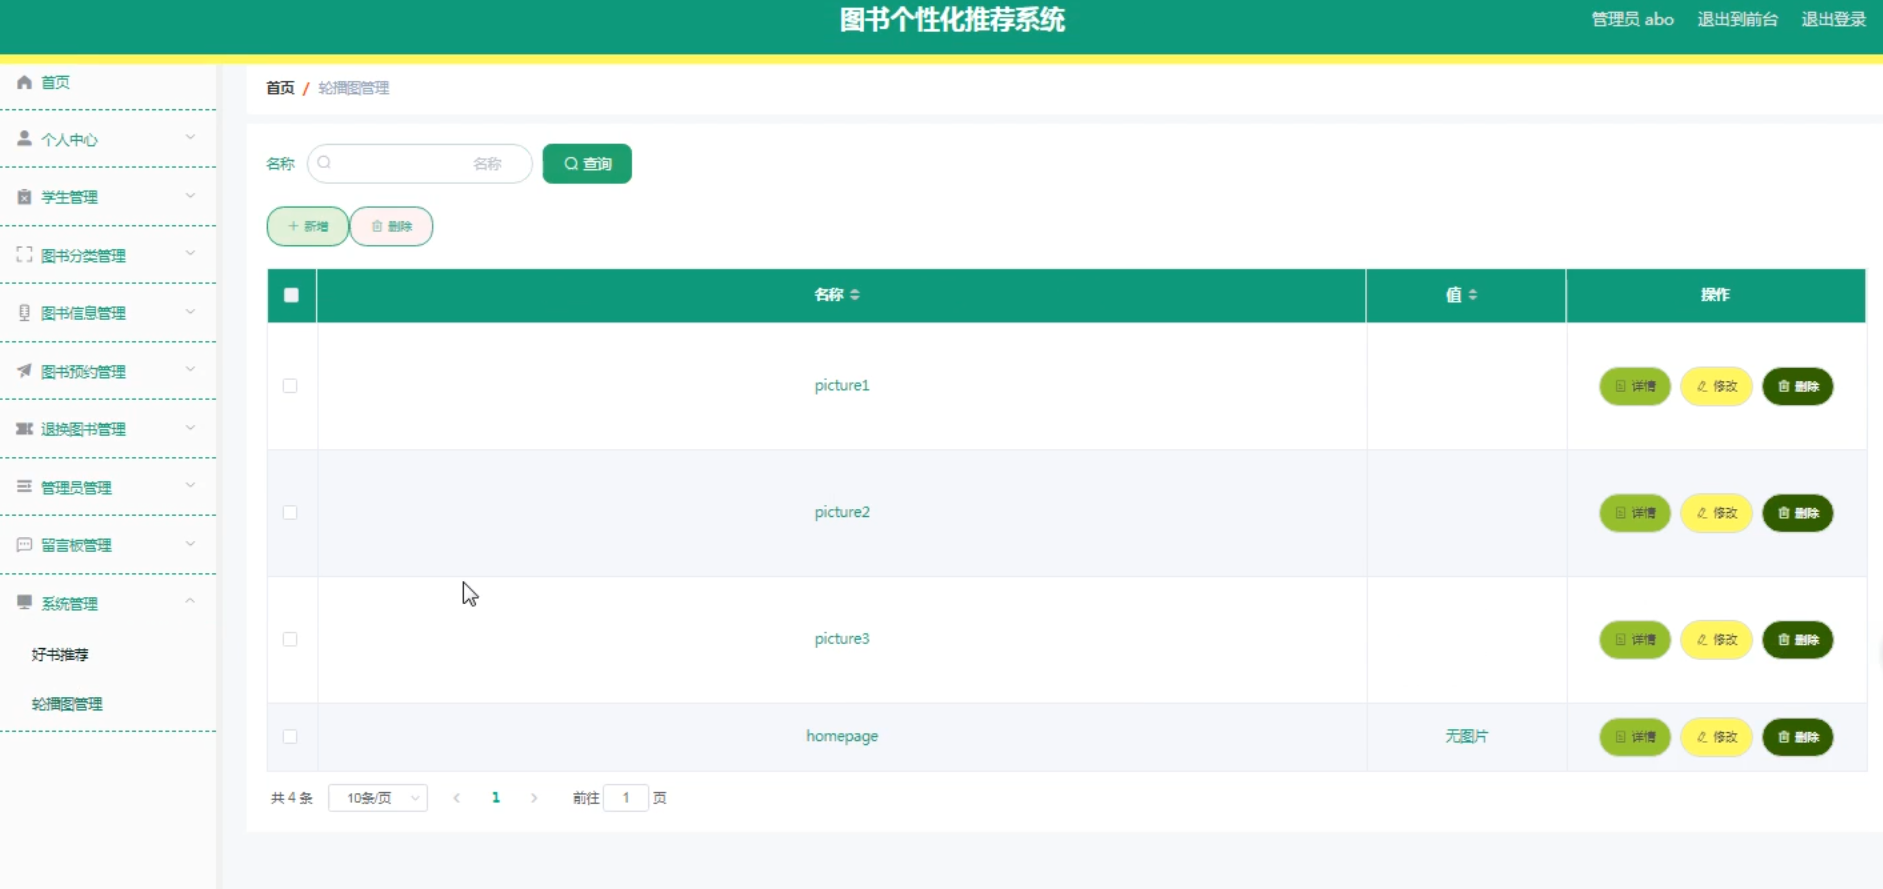 图书个性化推荐系统
管理员 abo 退出到前台 退出登录
首页
个人中心
学生管理
图书分类管理
图书信息管理
图书预约管理
退换图书管理
管理员管理
留言板管理
系统管理
好书推荐
轮播图管理
首页 / 轮播图管理
名称 名称 查询
新增 删除
名称 值 操作
picture1 详情 修改 删除
picture2 详情 修改 删除
picture3 详情 修改 删除
homepage 无图片 详情 修改 删除
共 4 条 10条/页 1 前往 1 页